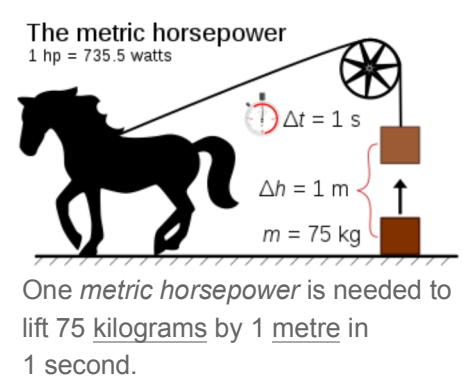 The metric horsepower
1 hp = 735.5 watts
Δt = 1 s
Δh = 1 m
m = 75 kg
One metric horsepower is needed to
lift 75 kilograms by 1 metre in
1 second.